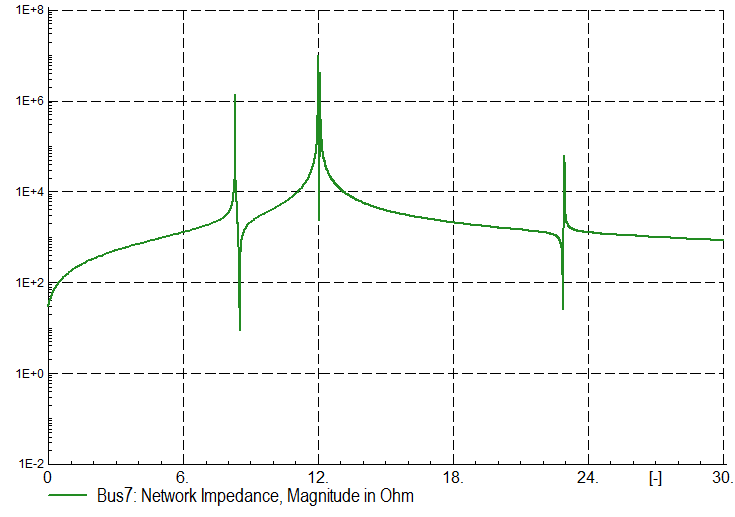 1E+8
1E+6
1E+4
1E+2
1E+0
1E-2
0 6. 12. 18. 24. [-] 30.
Bus7: Network Impedance, Magnitude in Ohm